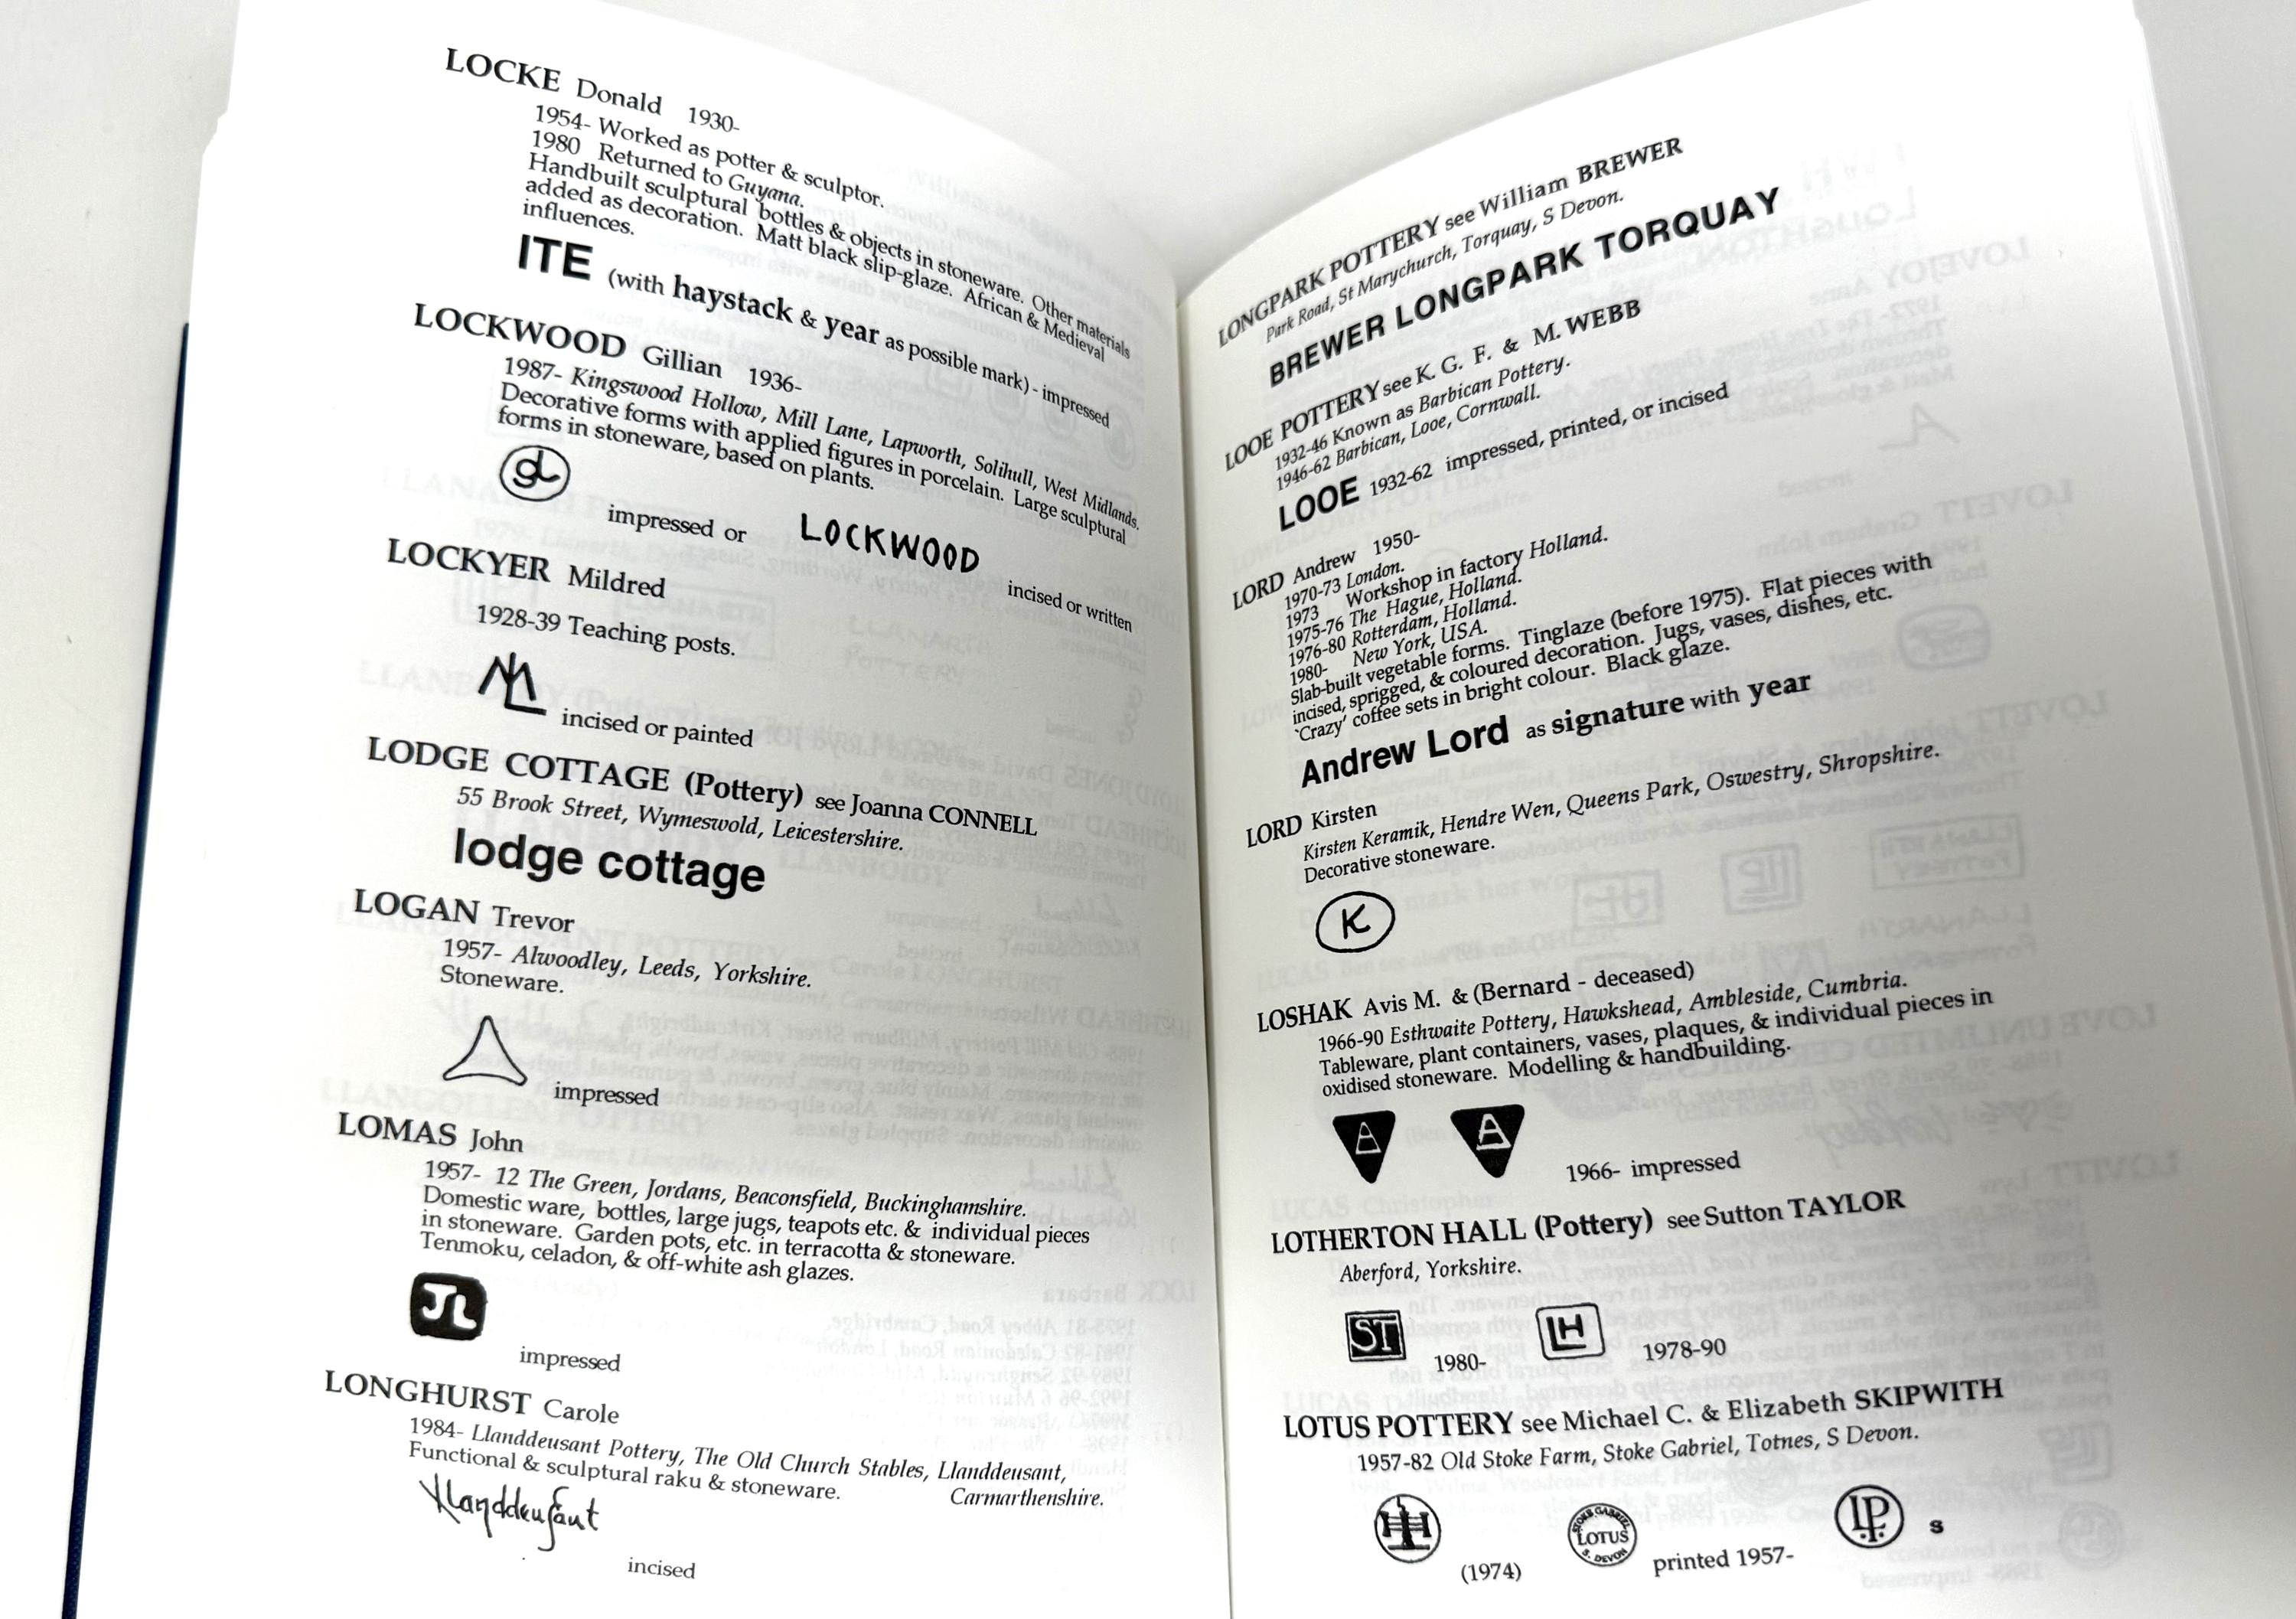 LOCKE Donald 1930-
1954- Worked as potter & sculptor.
1980 Returned to Guyana.
Handbuilt sculptural bottles & objects in stoneware. Other materials
added as decoration. Matt black slip-glaze. African & Medieval
influences.
ITE (with haystack & year as possible mark) - impressed
LOCKWOOD Gillian 1936-
1987- Kingswood Hollow, Mill Lane, Lapworth, Solihull, West Midlands.
Decorative forms with applied figures in porcelain. Large sculptural
forms in stoneware, based on plants.
gL impressed or LOCKWOOD incised or written
LOCKYER Mildred
1928-39 Teaching posts.
ML incised or painted
LODGE COTTAGE (Pottery) see Joanna CONNELL
55 Brook Street, Wymeswold, Leicestershire.
lodge cottage
LOGAN Trevor
1957- Alwoodley, Leeds, Yorkshire.
Stoneware.
impressed
LOMAS John
1957- 12 The Green, Jordans, Beaconsfield, Buckinghamshire.
Domestic ware, bottles, large jugs, teapots etc. & individual pieces
in stoneware. Garden pots, etc. in terracotta & stoneware.
Tenmoku, celadon, & off-white ash glazes.
JL impressed
LONGHURST Carole
1984- Llanddeusant Pottery, The Old Church Stables, Llanddeusant,
Functional & sculptural raku & stoneware. Carmarthenshire.
Llanddeusant incised
LONGPARK POTTERY see William BREWER
Park Road, St Marychurch, Torquay, S Devon.
BREWER LONGPARK TORQUAY
LOOE POTTERY see K. G. F. & M. WEBB
1932-46 Known as Barbican Pottery.
1946-62 Barbican, Looe, Cornwall.
LOOE 1932-62 impressed, printed, or incised
LORD Andrew 1950-
1970-73 London.
1973 Workshop in factory Holland.
1975-76 The Hague, Holland.
1976-80 Rotterdam, Holland.
1980- New York, USA.
Slab-built vegetable forms. Tinglaze (before 1975). Flat pieces with
incised, sprigged, & coloured decoration. Jugs, vases, dishes, etc.
'Crazy' coffee sets in bright colour. Black glaze.
Andrew Lord as signature with year
LORD Kirsten
Kirsten Keramik, Hendre Wen, Queens Park, Oswestry, Shropshire.
Decorative stoneware.
K
LOSHAK Avis M. & (Bernard - deceased)
1966-90 Esthwaite Pottery, Hawkshead, Ambleside, Cumbria.
Tableware, plant containers, vases, plaques, & individual pieces in
oxidised stoneware. Modelling & handbuilding.
A A 1966- impressed
LOTHERTON HALL (Pottery) see Sutton TAYLOR
Aberford, Yorkshire.
ST 1980- LH 1978-90
LOTUS POTTERY see Michael C. & Elizabeth SKIPWITH
1957-82 Old Stoke Farm, Stoke Gabriel, Totnes, S Devon.
(1974) STOKE GABRIEL LOTUS S. DEVON printed 1957- LP s